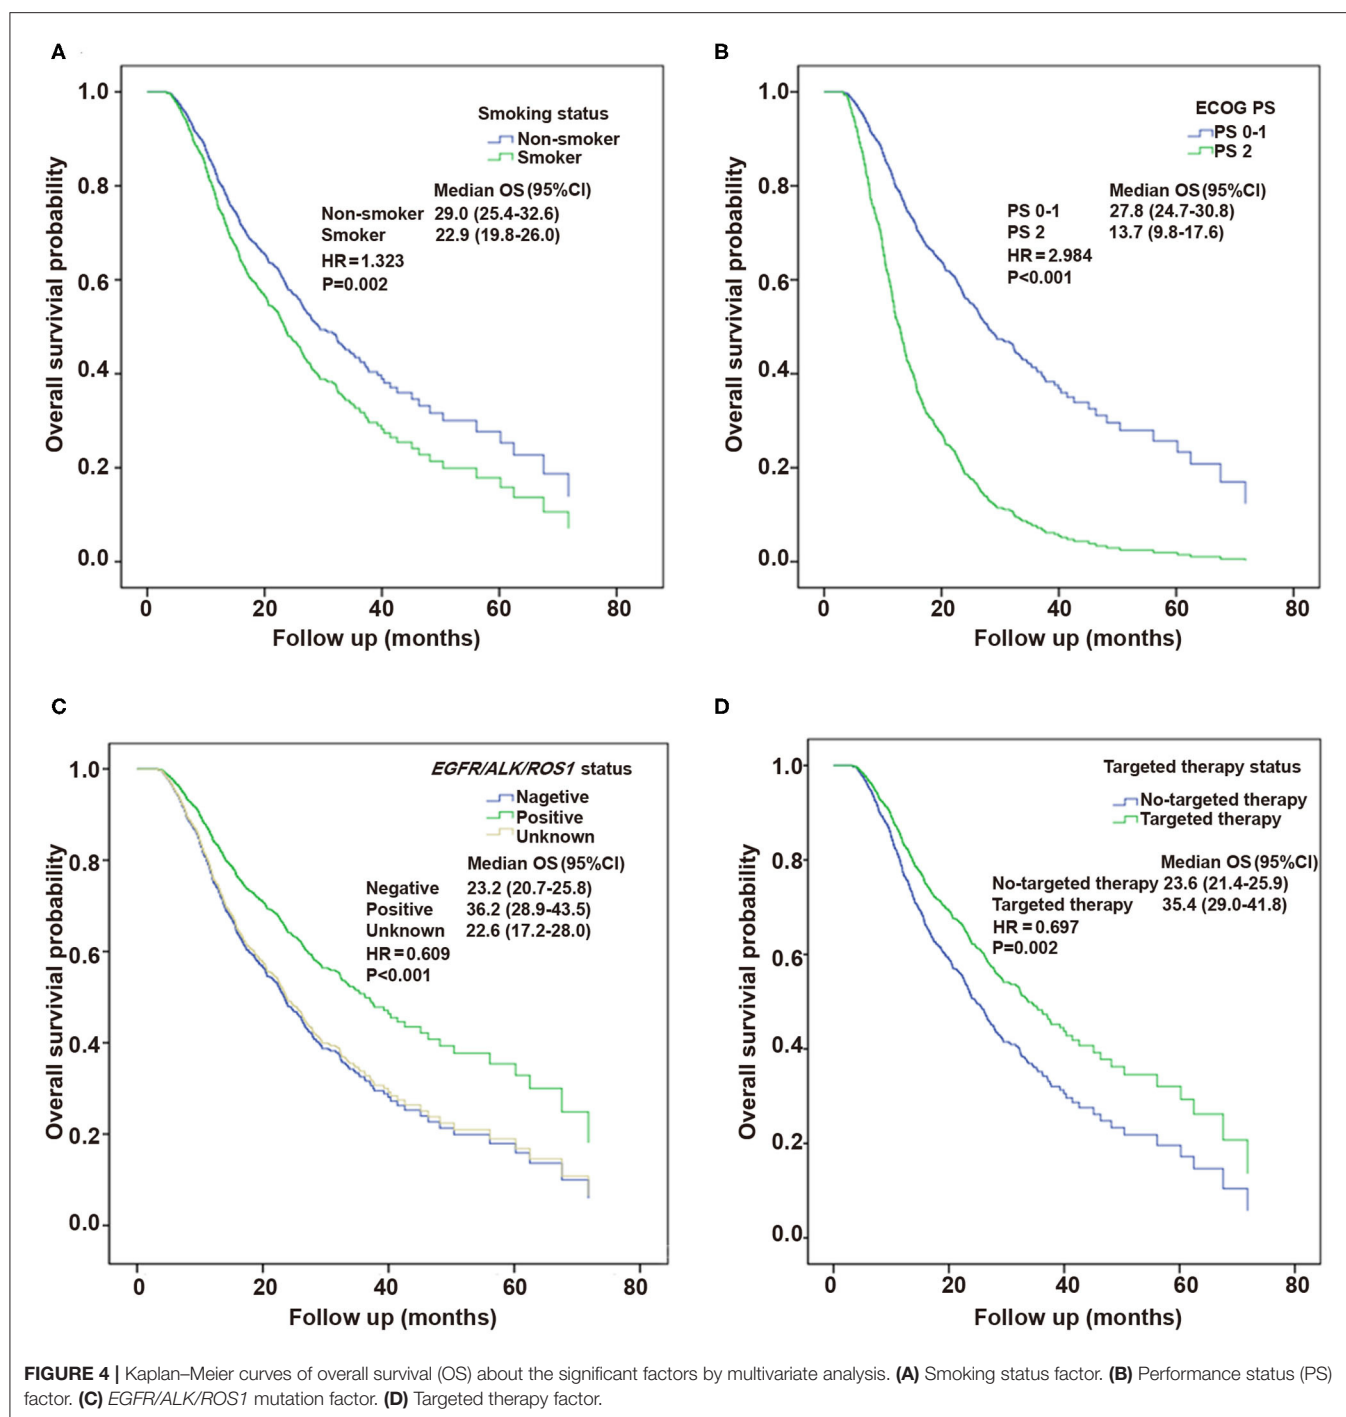 A
Smoking status
Non-smoker
Smoker
Median OS (95%CI)
Non-smoker 29.0 (25.4-32.6)
Smoker 22.9 (19.8-26.0)
HR=1.323
P=0.002
1.0
0.8
0.6
0.4
0.2
0.0
Overall survival probability
0 20 40 60 80
Follow up (months)
B
ECOG PS
PS 0-1
PS 2
Median OS (95%CI)
PS 0-1 27.8 (24.7-30.8)
PS 2 13.7 (9.8-17.6)
HR=2.984
P<0.001
1.0
0.8
0.6
0.4
0.2
0.0
Overall survival probability
0 20 40 60 80
Follow up (months)
C
EGFR/ALK/ROS1 status
Nagetive
Positive
Unknown
Median OS (95%CI)
Negative 23.2 (20.7-25.8)
Positive 36.2 (28.9-43.5)
Unknown 22.6 (17.2-28.0)
HR=0.609
P<0.001
1.0
0.8
0.6
0.4
0.2
0.0
Overall survivial probability
0 20 40 60 80
Follow up (months)
D
Targeted therapy status
No-targeted therapy
Targeted therapy
Median OS (95%CI)
No-targeted therapy 23.6 (21.4-25.9)
Targeted therapy 35.4 (29.0-41.8)
HR=0.697
P=0.002
1.0
0.8
0.6
0.4
0.2
0.0
Overall survivial probability
0 20 40 60 80
Follow up (months)
FIGURE 4 | Kaplan–Meier curves of overall survival (OS) about the significant factors by multivariate analysis. (A) Smoking status factor. (B) Performance status (PS)
factor. (C) EGFR/ALK/ROS1 mutation factor. (D) Targeted therapy factor.